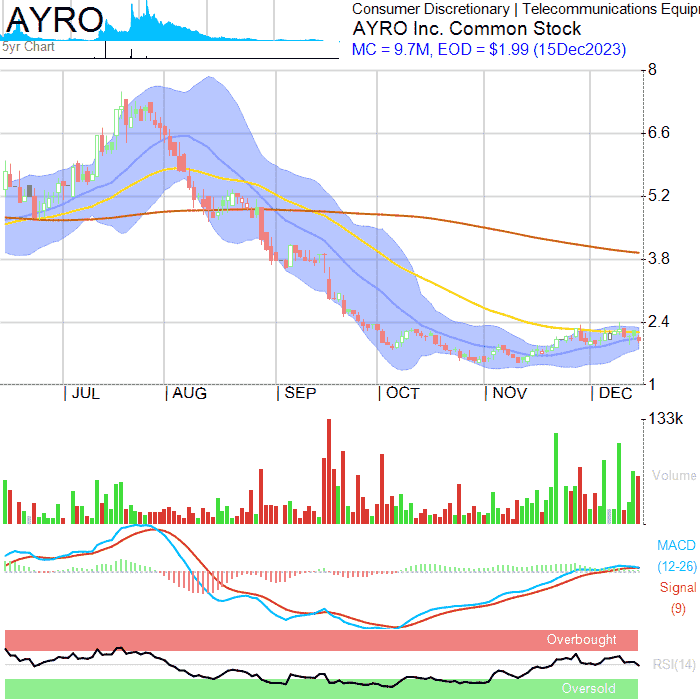 AYRO
5yr Chart
Consumer Discretionary | Telecommunications Equip
AYRO Inc. Common Stock
MC = 9.7M, EOD = $1.99 (15Dec2023)
8
6.6
5.2
3.8
2.4
1
JUL AUG SEP OCT NOV DEC
133k
Volume
MACD
(12-26)
Signal
(9)
Overbought
RSI(14)
Oversold